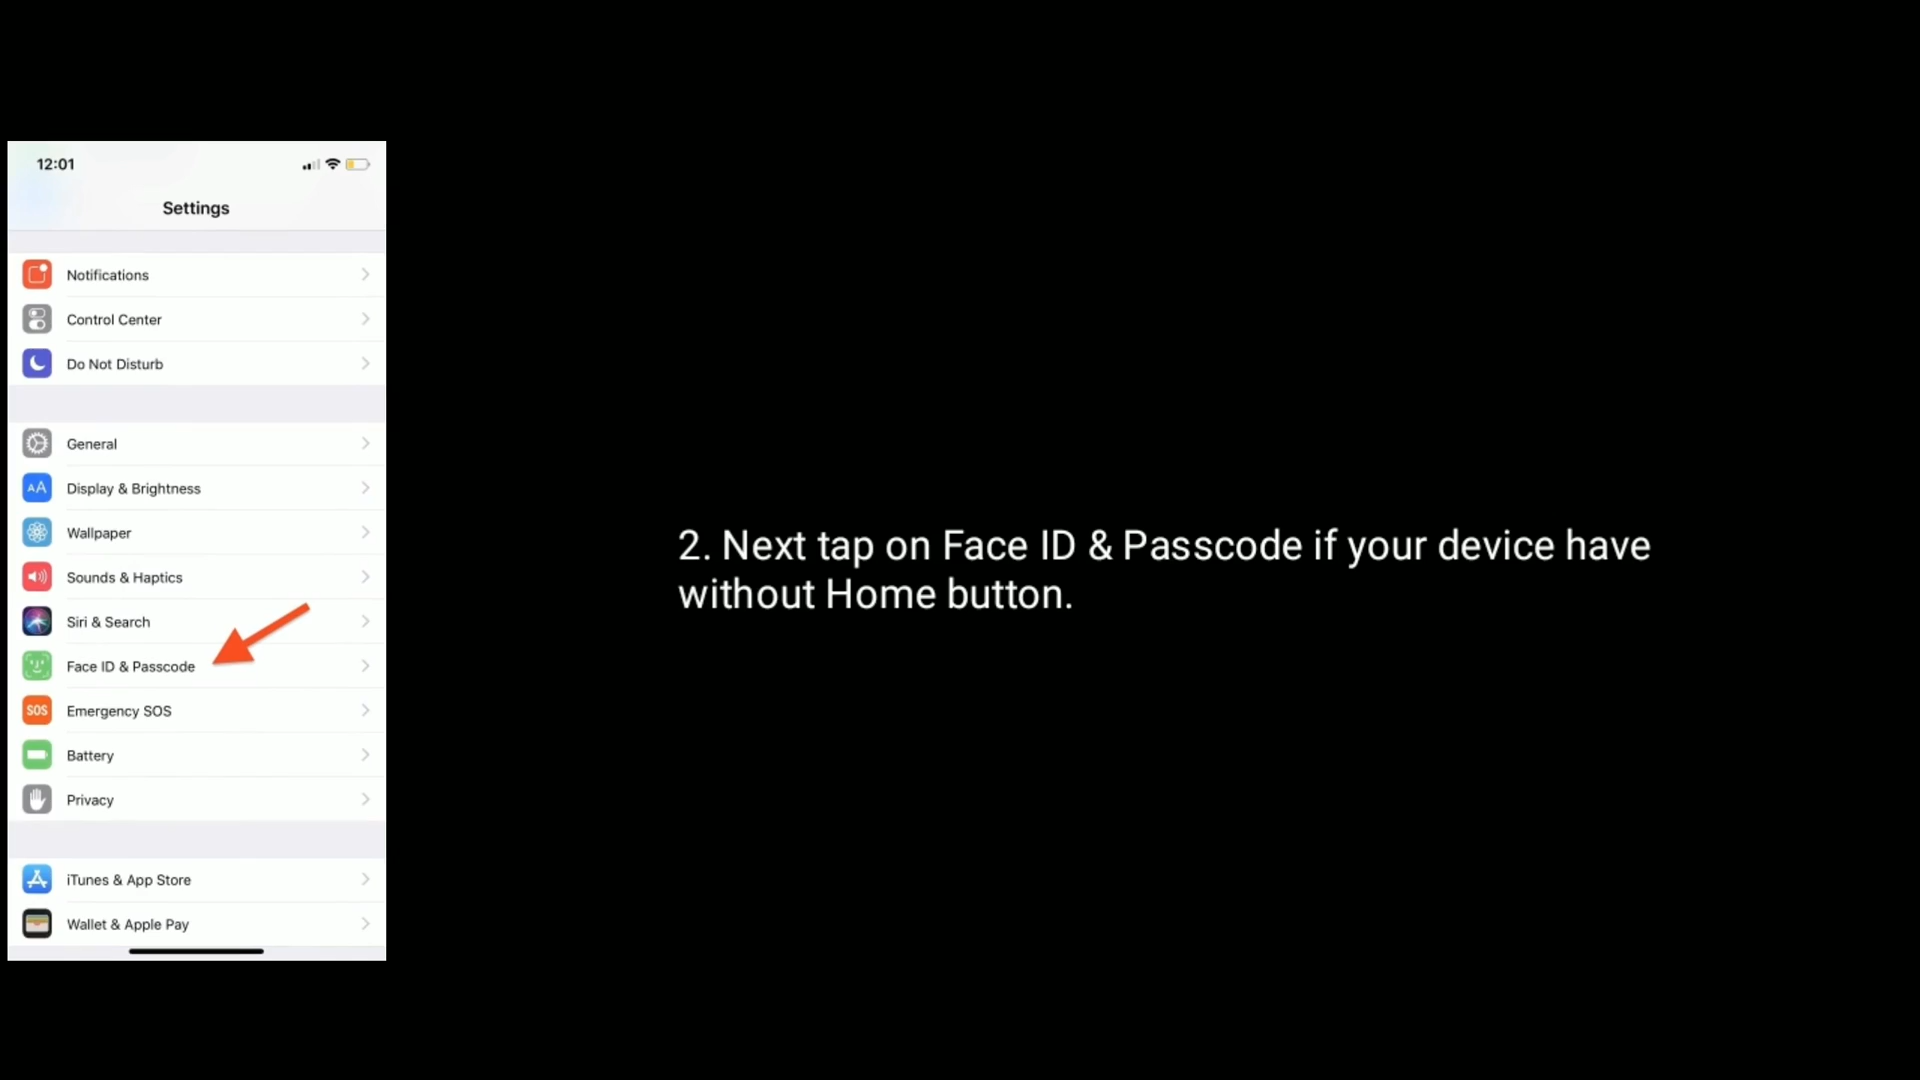 12:01
Settings
Notifications
Control Center
Do Not Disturb
General
AA
Display & Brightness
Wallpaper
Sounds & Haptics
Siri & Search
Face ID & Passcode
SOS
Emergency SOS
Battery
Privacy
iTunes & App Store
Wallet & Apple Pay
2. Next tap on Face ID & Passcode if your device have
without Home button.